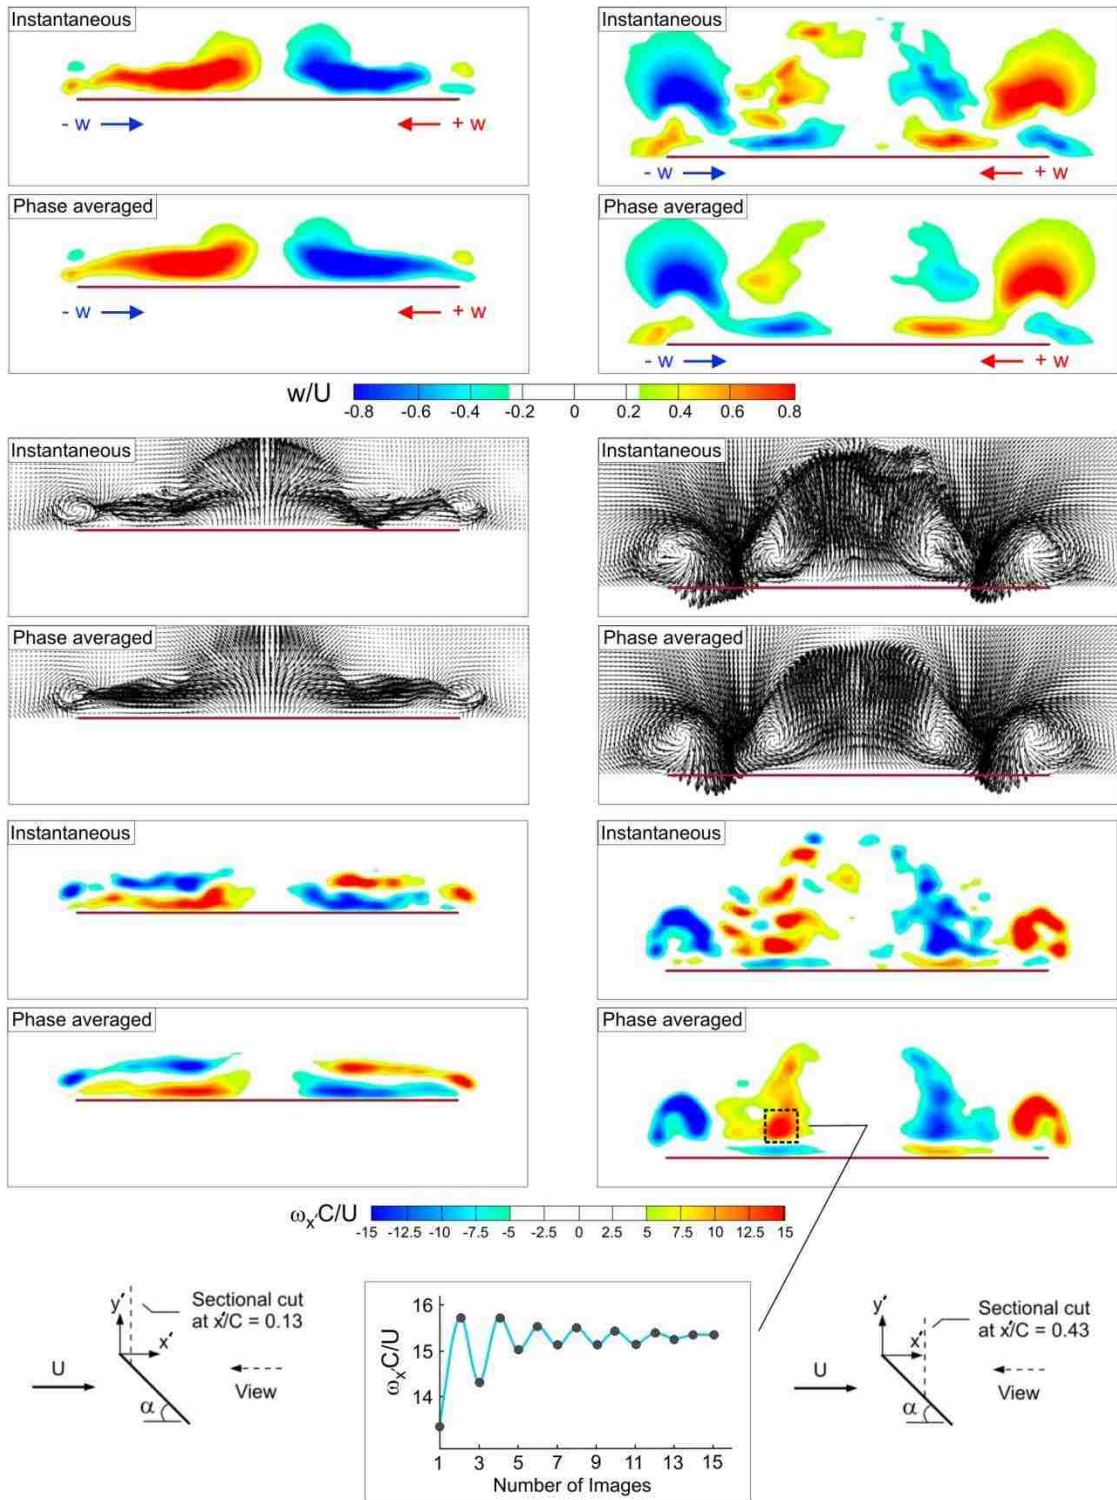 Instantaneous
Instantaneous
- w
+ w
- w
+ w
Phase averaged
Phase averaged
- w
+ w
- w
+ w
w/U
-0.8 -0.6 -0.4 -0.2 0 0.2 0.4 0.6 0.8
Instantaneous
Instantaneous
Phase averaged
Phase averaged
Instantaneous
Instantaneous
Phase averaged
Phase averaged
ωx′C/U
-15 -12.5 -10 -7.5 -5 -2.5 0 2.5 5 7.5 10 12.5 15
y′
x′
Sectional cut
at x′/C = 0.13
U
View
α
ωx′C/U
16
15
14
1 3 5 7 9 11 13 15
Number of Images
y′
x′
Sectional cut
at x′/C = 0.43
U
View
α